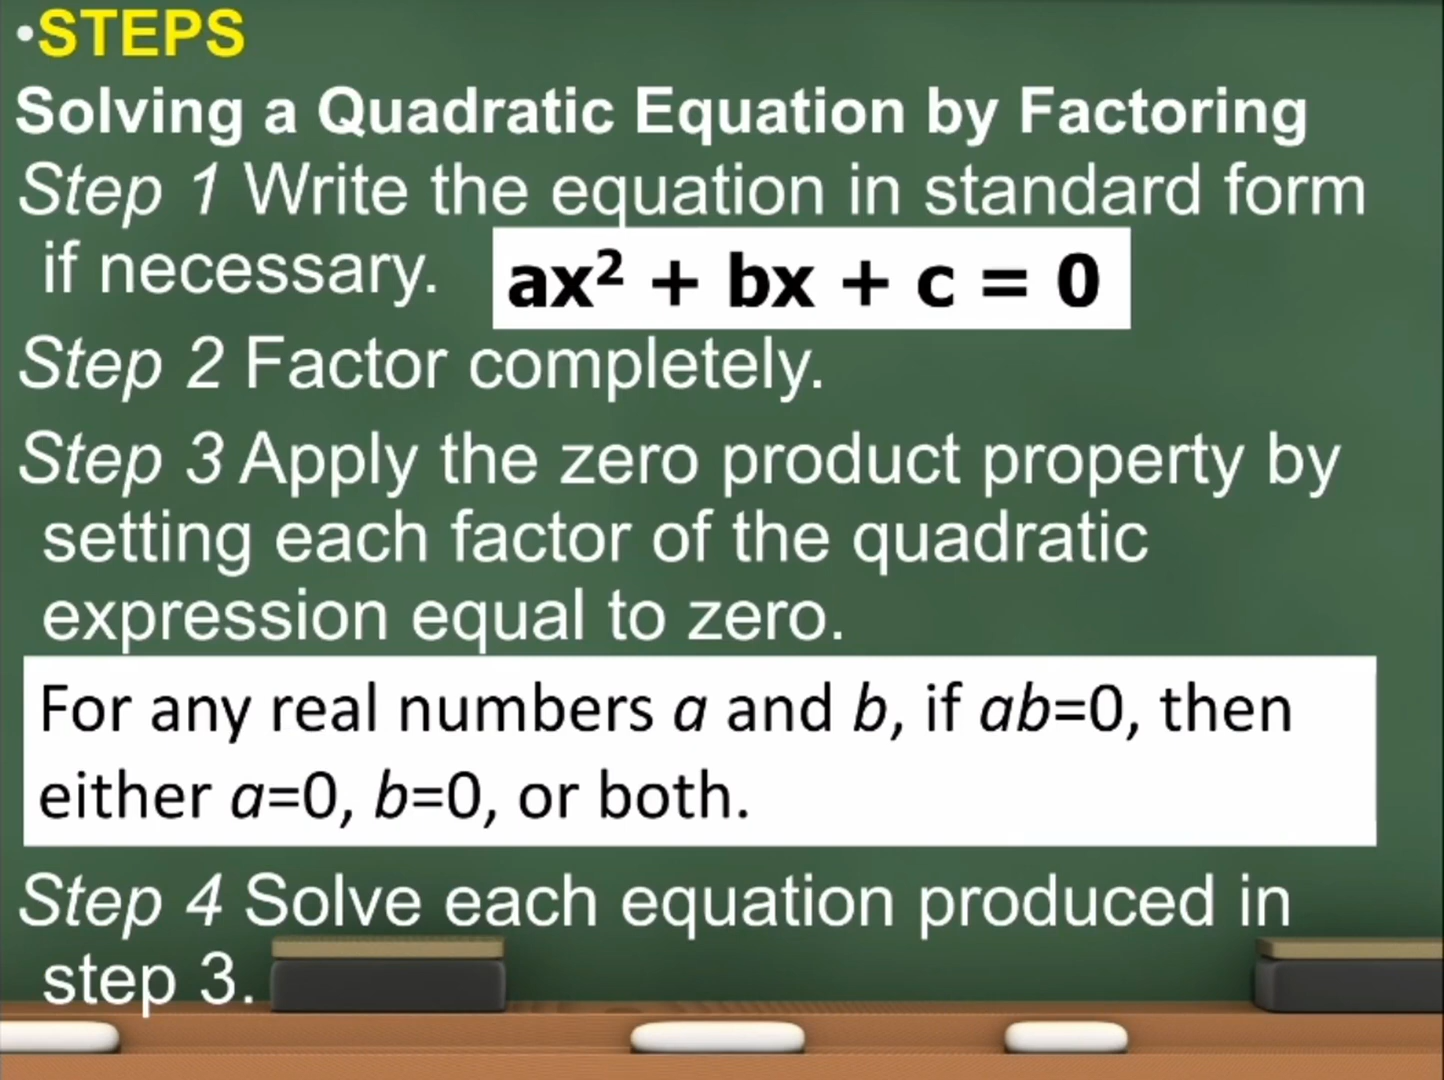 •STEPS
Solving a Quadratic Equation by Factoring
Step 1 Write the equation in standard form
if necessary.
ax² + bx + c = 0
Step 2 Factor completely.
Step 3 Apply the zero product property by
setting each factor of the quadratic
expression equal to zero.
For any real numbers a and b, if ab=0, then
either a=0, b=0, or both.
Step 4 Solve each equation produced in
step 3.